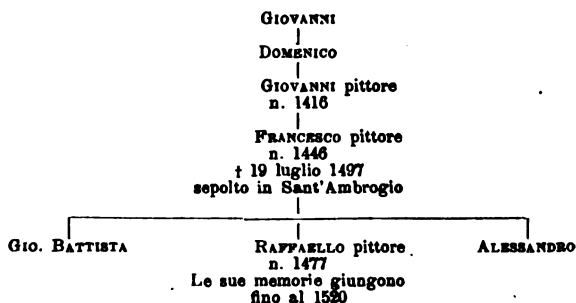 GIOVANNI
DOMENICO
GIOVANNI pittore
n. 1416
FRANCESCO pittore
n. 1446
† 19 luglio 1497
sepolto in Sant'Ambrogio
GIO. BATTISTA RAFFAELLO pittore ALESSANDRO
n. 1477
Le sue memorie giungono
fino al 1520